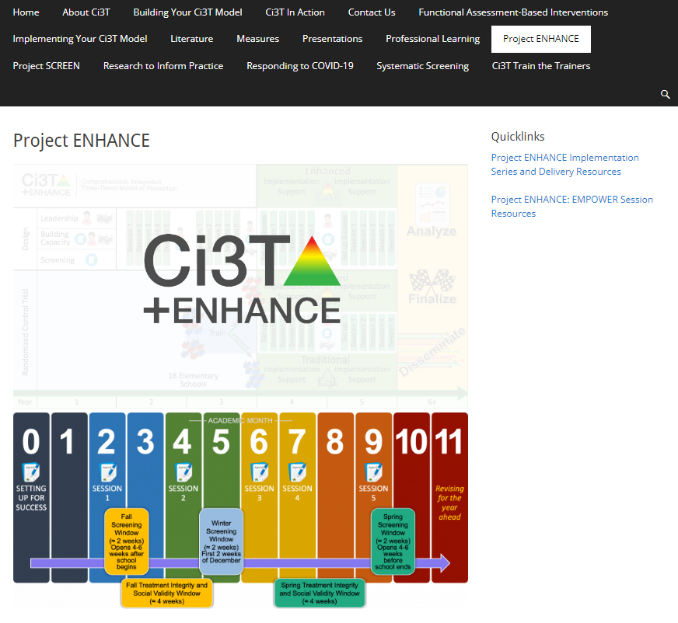 Home About Ci3T Building Your Ci3T Model Ci3T In Action Contact Us Functional Assessment-Based Interventions
Implementing Your Ci3T Model Literature Measures Presentations Professional Learning Project ENHANCE
Project SCREEN Research to Inform Practice Responding to COVID-19 Systematic Screening Ci3T Train the Trainers
Project ENHANCE
Quicklinks
Project ENHANCE Implementation
Series and Delivery Resources
Project ENHANCE: EMPOWER Session
Resources
Ci3T
+ENHANCE
Comprehensive, Integrated,
Three-Tiered Model of Prevention
Enhanced
Implementation Support
Implementation Support
Design
Leadership
Building
Capacity
Screening
Analyze
Finalize
Disseminate
Ci3T
+ENHANCE
Randomized Control Trial
Implementation
Support
Traditional
Implementation Support
Implementation Support
18 Elementary
Schools
Year 1 2 3 4 5
ACADEMIC MONTH
0 1 2 3 4 5 6 7 8 9 10 11
SETTING
UP FOR
SUCCESS
SESSION
1
SESSION
2
SESSION
3
SESSION
4
SESSION
5
Revising
for the
year
ahead
Fall
Screening
Window
(≈ 2 weeks)
Opens 4-6
weeks after
school
begins
Winter
Screening
Window
(≈ 2 weeks)
First 2 weeks
of December
Spring
Screening
Window
(≈ 2 weeks)
Opens 4-6
weeks
before
school ends
Fall Treatment Integrity and
Social Validity Window
(≈ 4 weeks)
Spring Treatment Integrity
and Social Validity Window
(≈ 4 weeks)